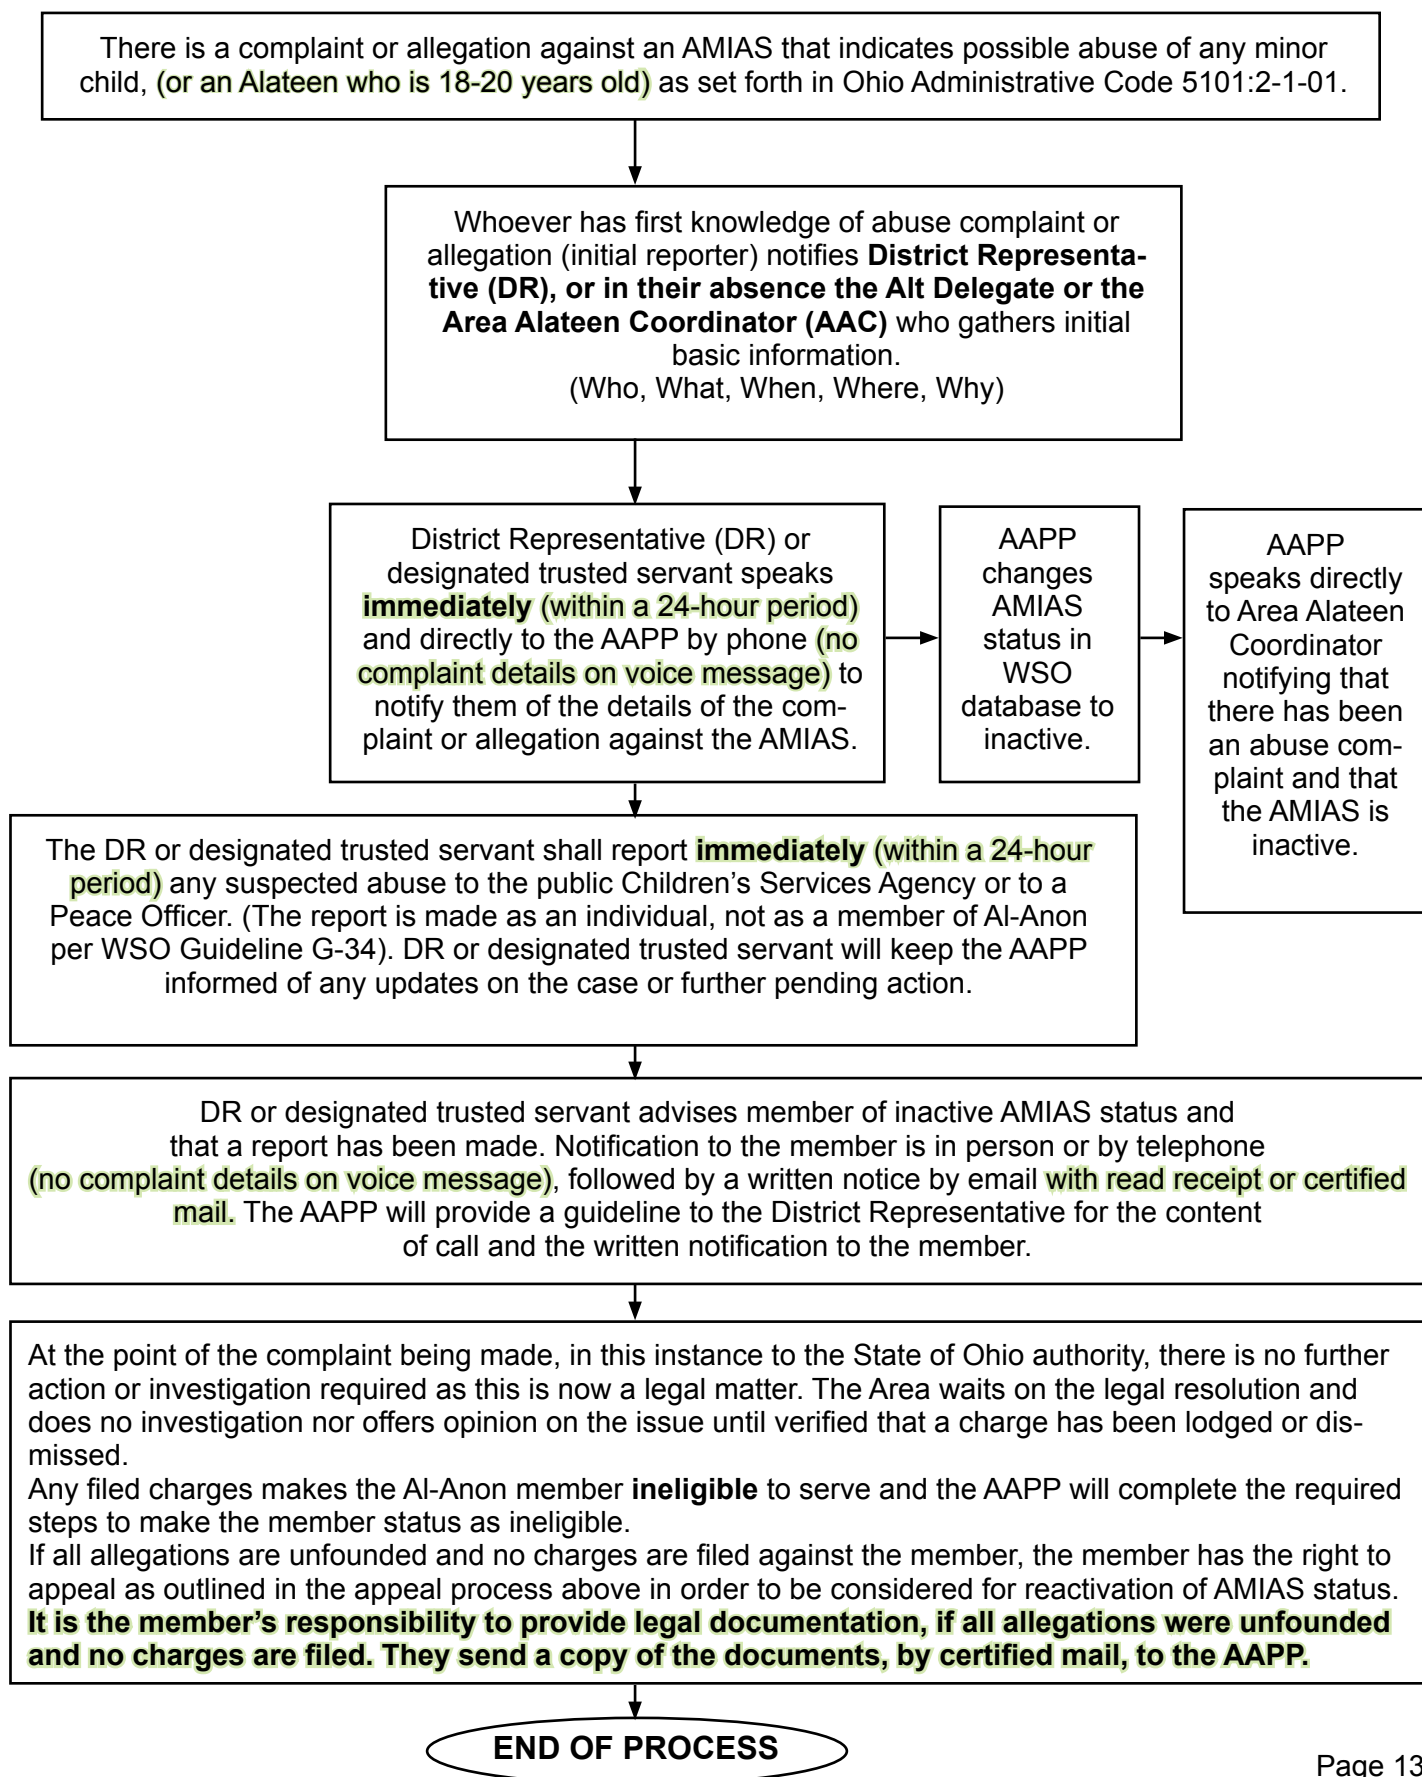 There is a complaint or allegation against an AMIAS that indicates possible abuse of any minor
child, (or an Alateen who is 18-20 years old) as set forth in Ohio Administrative Code 5101:2-1-01.
Whoever has first knowledge of abuse complaint or
allegation (initial reporter) notifies District Representa-
tive (DR), or in their absence the Alt Delegate or the
Area Alateen Coordinator (AAC) who gathers initial
basic information.
(Who, What, When, Where, Why)
District Representative (DR) or
designated trusted servant speaks
immediately (within a 24-hour period)
and directly to the AAPP by phone (no
complaint details on voice message) to
notify them of the details of the com-
plaint or allegation against the AMIAS.
AAPP
changes
AMIAS
status in
WSO
database to
inactive.
AAPP
speaks directly
to Area Alateen
Coordinator
notifying that
there has been
an abuse com-
plaint and that
the AMIAS is
inactive.
The DR or designated trusted servant shall report immediately (within a 24-hour
period) any suspected abuse to the public Children’s Services Agency or to a
Peace Officer. (The report is made as an individual, not as a member of Al-Anon
per WSO Guideline G-34). DR or designated trusted servant will keep the AAPP
informed of any updates on the case or further pending action.
DR or designated trusted servant advises member of inactive AMIAS status and
that a report has been made. Notification to the member is in person or by telephone
(no complaint details on voice message), followed by a written notice by email with read receipt or certified
mail. The AAPP will provide a guideline to the District Representative for the content
of call and the written notification to the member.
At the point of the complaint being made, in this instance to the State of Ohio authority, there is no further
action or investigation required as this is now a legal matter. The Area waits on the legal resolution and
does no investigation nor offers opinion on the issue until verified that a charge has been lodged or dis-
missed.
Any filed charges makes the Al-Anon member ineligible to serve and the AAPP will complete the required
steps to make the member status as ineligible.
If all allegations are unfounded and no charges are filed against the member, the member has the right to
appeal as outlined in the appeal process above in order to be considered for reactivation of AMIAS status.
It is the member’s responsibility to provide legal documentation, if all allegations were unfounded
and no charges are filed. They send a copy of the documents, by certified mail, to the AAPP.
END OF PROCESS
Page 13